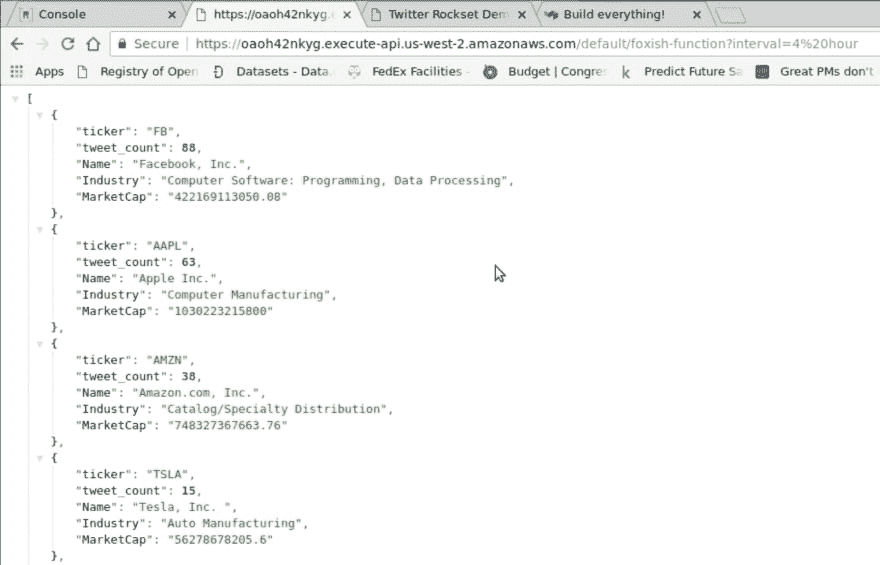 Console
https://oaoh42nkyg.
Twitter Rockset Dem
Build everything!
Secure https://oaoh42nkyg.execute-api.us-west-2.amazonaws.com/default/foxish-function?interval=4%20hour
Apps Registry of Open Datasets - Data. FedEx Facilities - Budget | Congres Predict Future Sa Great PMs don't
[
{
"ticker": "FB",
"tweet_count": 88,
"Name": "Facebook, Inc.",
"Industry": "Computer Software: Programming, Data Processing",
"MarketCap": "422169113050.08"
},
{
"ticker": "AAPL",
"tweet_count": 63,
"Name": "Apple Inc.",
"Industry": "Computer Manufacturing",
"MarketCap": "1030223215800"
},
{
"ticker": "AMZN",
"tweet_count": 38,
"Name": "Amazon.com, Inc.",
"Industry": "Catalog/Specialty Distribution",
"MarketCap": "748327367663.76"
},
{
"ticker": "TSLA",
"tweet_count": 15,
"Name": "Tesla, Inc. ",
"Industry": "Auto Manufacturing",
"MarketCap": "56278678205.6"
},